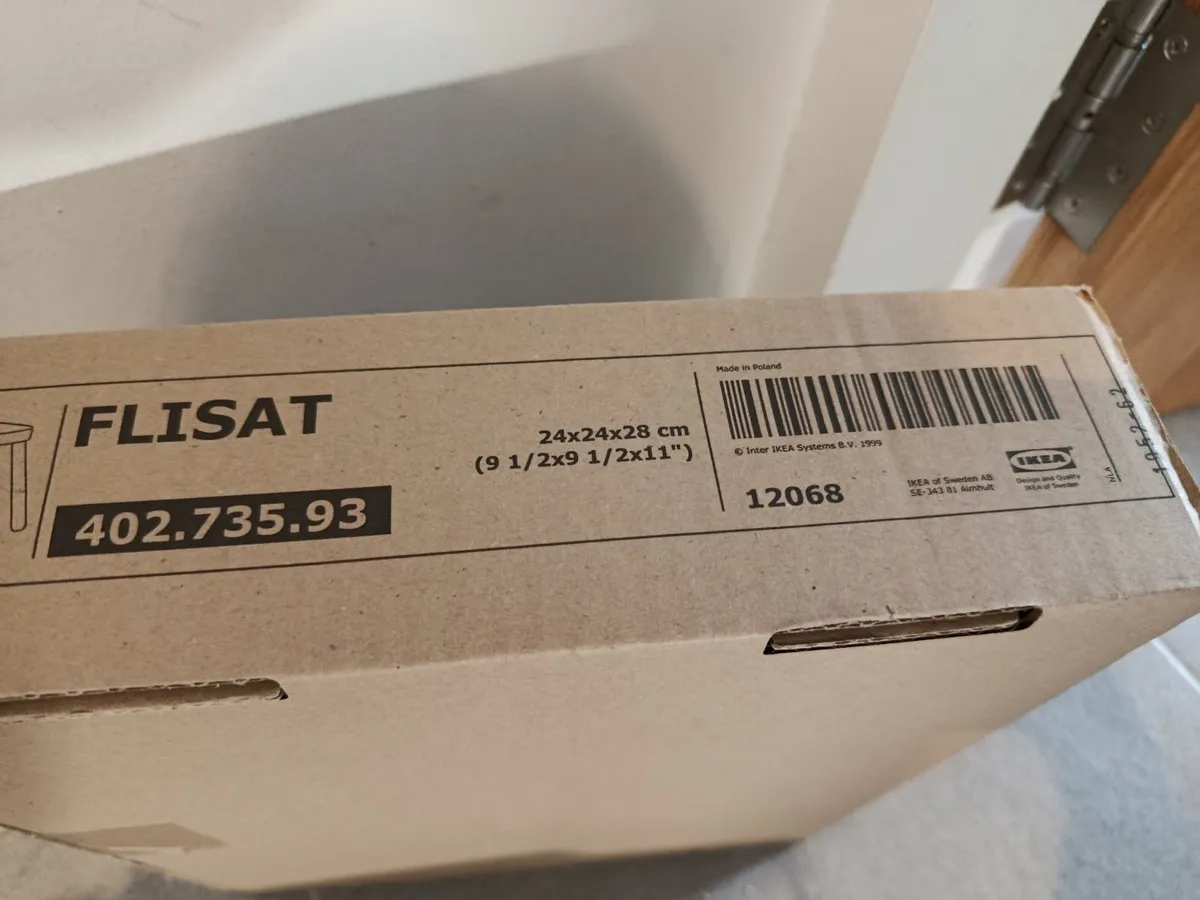 FLISAT
402.735.93
24x24x28 cm
(9 1/2x9 1/2x11")
Made in Poland
© Inter IKEA Systems B.V. 1999
12068
IKEA of Sweden AB
SE-343 81 Älmhult
IKEA
Design and Quality
IKEA of Sweden
NLA